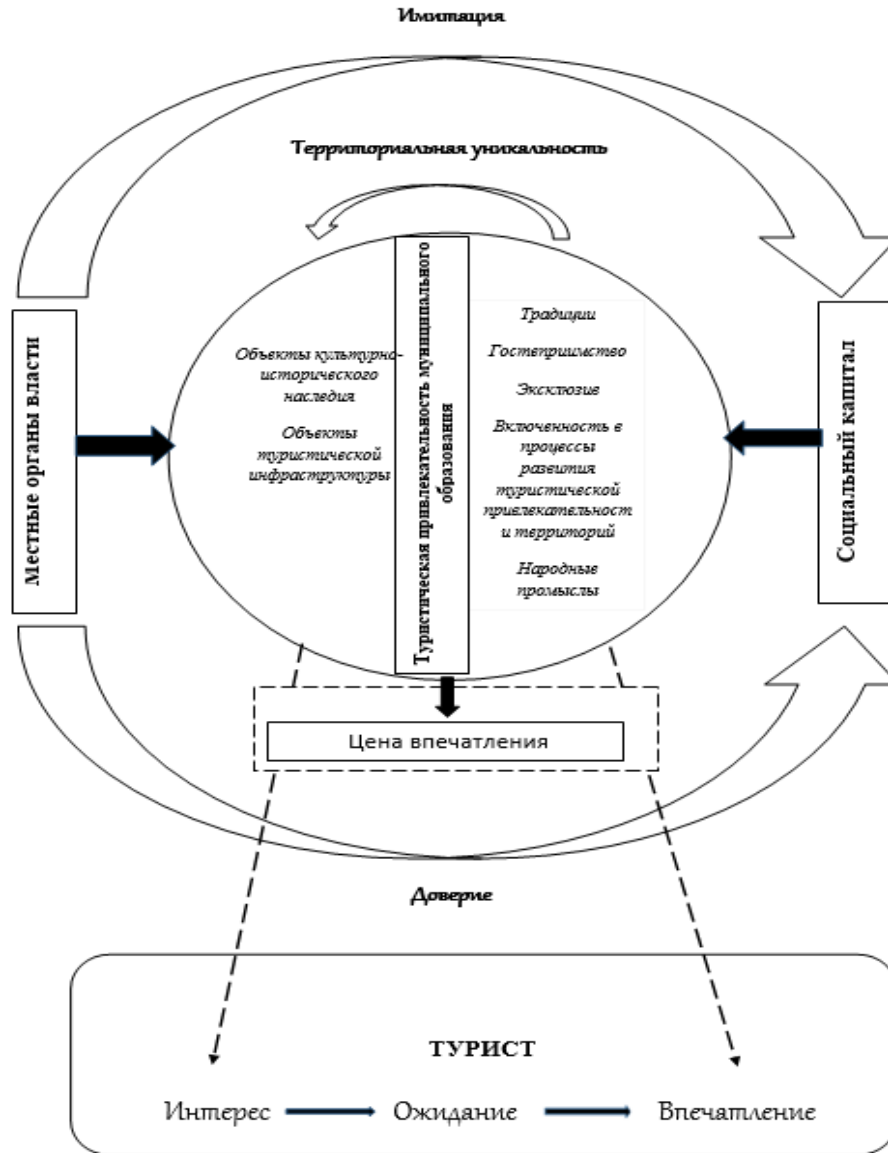 Имитация
Территориальная уникальность
Местные органы власти
Объекты культурно-
исторического
наследия
Объекты
туристической
инфраструктуры
Туристическая привлекательность муниципального
образования
Традиции
Гостеприимство
Эксклюзив
Включенность в
процессы
развития
туристической
привлекательност
и территорий
Народные
промыслы
Социальный капитал
Цена впечатления
Доверие
ТУРИСТ
Интерес Ожидание Впечатление